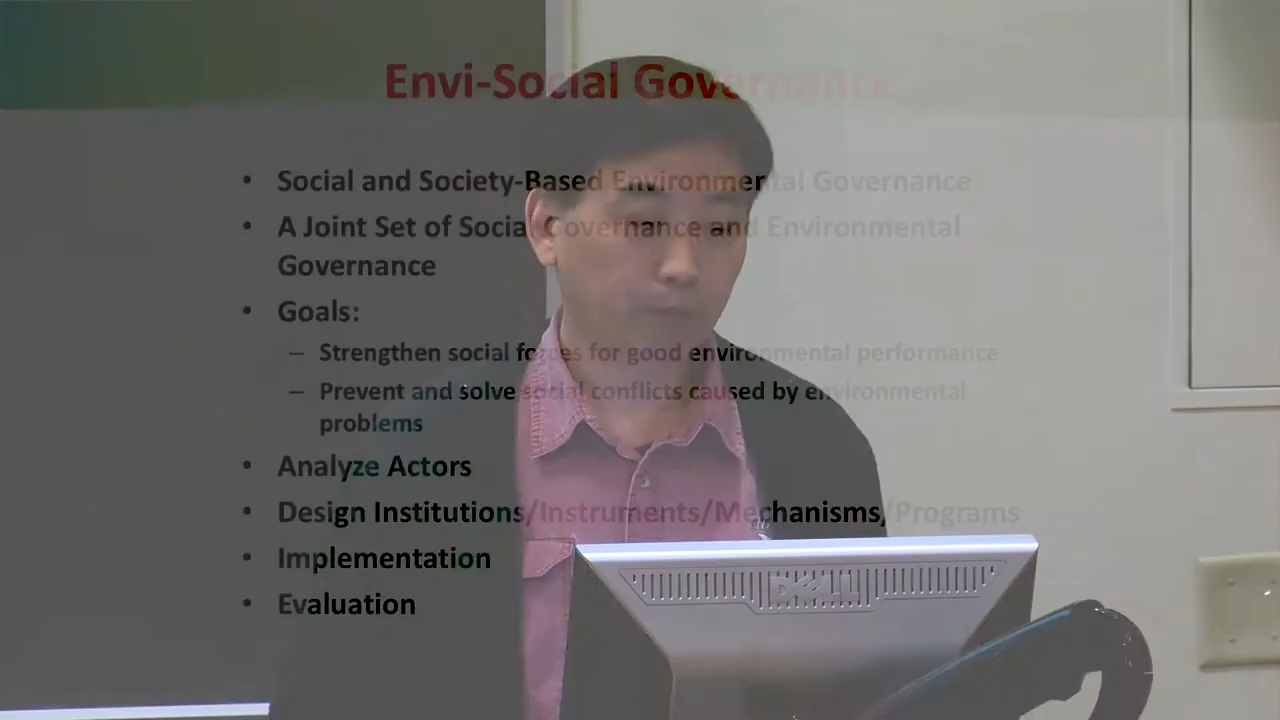 Envi-Social Governance
• Social and Society-Based Environmental Governance
• A Joint Set of Social Governance and Environmental
Governance
• Goals:
– Strengthen social forces for good environmental performance
– Prevent and solve social conflicts caused by environmental
problems
• Analyze Actors
• Design Institutions/Instruments/Mechanisms/Programs
• Implementation
• Evaluation
DELL